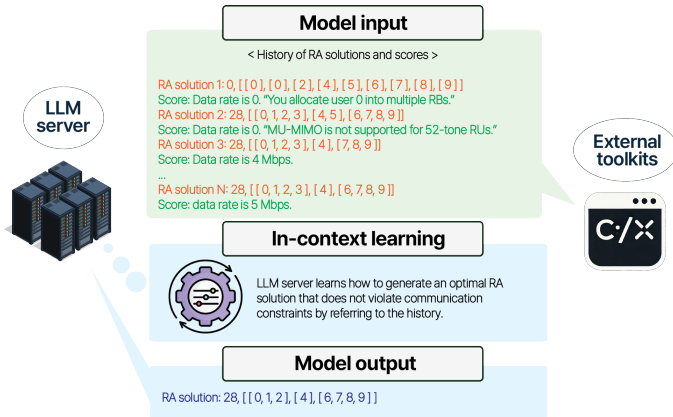 Model input
< History of RA solutions and scores >
RA solution 1: 0, [ [ 0 ], [ 0 ], [ 2 ], [ 4 ], [ 5 ], [ 6 ], [ 7 ], [ 8 ], [ 9 ] ]
Score: Data rate is 0. "You allocate user 0 into multiple RBs."
RA solution 2: 28, [ [ 0, 1, 2, 3 ], [ 4, 5 ], [ 6, 7, 8, 9 ]]
Score: Data rate is 0. "MU-MIMO is not supported for 52-tone RUs."
RA solution 3: 28, [ [ 0, 1, 2, 3 ], [ 4 ], [ 7, 8, 9 ]]
Score: Data rate is 4 Mbps.
...
RA solution N: 28, [ [ 0, 1, 2, 3 ], [ 4 ], [ 6, 7, 8, 9 ]]
Score: data rate is 5 Mbps.
LLM
server
External
toolkits
C:/X
In-context learning
LLM server learns how to generate an optimal RA
solution that does not violate communication
constraints by referring to the history.
Model output
RA solution: 28, [ [ 0, 1, 2 ], [ 4 ], [ 6, 7, 8, 9 ] ]